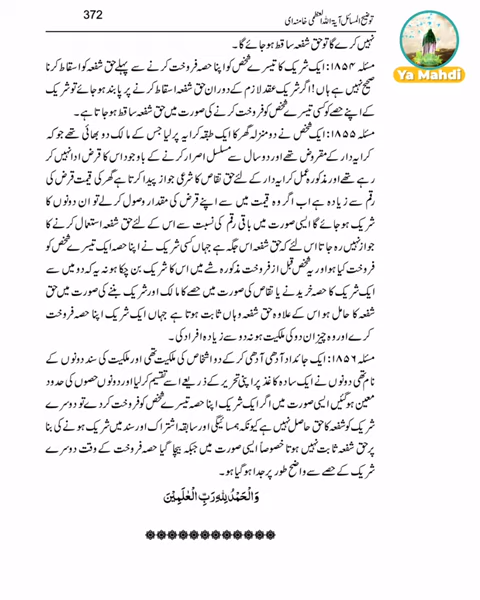 توضیح المسائل آیۃ اللہ العظمیٰ خامنہ ای
372
Ya Mahdi
نہیں کرے گا تو حق شفعہ ساقط ہو جائے گا۔
مسئلہ ۱۸۵۴: ایک شریک کا تیسرے شخص کو اپنا حصہ فروخت کرنے سے پہلے حق شفعہ کو اسقاط کرنا
صحیح نہیں ہے ہاں! اگر شریک عقد لازم کے دوران حق شفعہ اسقاط کرنے پر پابند ہو جائے تو شریک
کے اپنے حصے کو کسی تیسرے شخص کو فروخت کرنے کی صورت میں حق شفعہ ساقط ہو جاتا ہے۔
مسئلہ ۱۸۵۵: ایک شخص نے دو منزلہ گھر کا ایک طبقہ کرایہ پر لیا جس کے مالک دو بھائی تھے جو کہ
کرایہ دار کے مقروض تھے اور دو سال سے مسلسل اصرار کرنے کے باوجود اس کا قرض ادا نہیں کر
رہے تھے اور مذکورہ عمل کرایہ دار کے لئے حق تقاص کا شرعی جواز پیدا کرتا ہے گھر کی قیمت قرض کی
رقم سے زیادہ ہے اب اگر وہ قیمت میں سے اپنے قرض کی مقدار وصول کرلے تو ان دونوں کا
شریک ہو جائے گا ایسی صورت میں باقی رقم کی نسبت سے اس کے لئے حق شفعہ استعمال کرنے کا
جواز نہیں رہ جاتا اس لئے کہ حق شفعہ اس جگہ ہے جہاں کسی شریک نے اپنا حصہ ایک تیسرے شخص کو
فروخت کیا ہو اور یہ شخص قبل از فروخت مذکورہ شے میں اس کا شریک بن چکا ہو نہ یہ کہ دو میں سے
ایک شریک کا حصہ خریدنے یا تقاص کی صورت میں حصے کا مالک اور شریک بننے کی صورت میں حق
شفعہ کا حامل ہو اس کے علاوہ حق شفعہ وہاں ثابت ہوتا ہے جہاں ایک شریک اپنا حصہ فروخت
کرے اور وہ چیز ان دو کی ملکیت ہو نہ دو سے زیادہ افراد کی۔
مسئلہ ۱۸۵۶: ایک جائداد آدھی آدھی کرکے دو اشخاص کی ملکیت تھی اور ملکیت کی سند دونوں کے
نام تھی دونوں نے ایک سادہ کاغذ پر اپنی تحریر کے ذریعے اسے تقسیم کرلیا اور دونوں حصوں کی حدود
معین ہوگئیں ایسی صورت میں اگر ایک شریک اپنا حصہ تیسرے شخص کو فروخت کردے تو دوسرے
شریک کو شفعہ کا حق حاصل نہیں ہے کیونکہ ہمسائیگی اور سابقہ اشتراک اور سند میں شریک ہونے کی بنا
پر حق شفعہ ثابت نہیں ہوتا خصوصاً ایسی صورت میں جبکہ بیچا گیا حصہ فروخت کے وقت دوسرے
شریک کے حصے سے واضح طور پر جدا ہو گیا ہو۔
وَالْحَمْدُ لِلّٰہِ رَبِّ الْعٰلَمِیْنَ